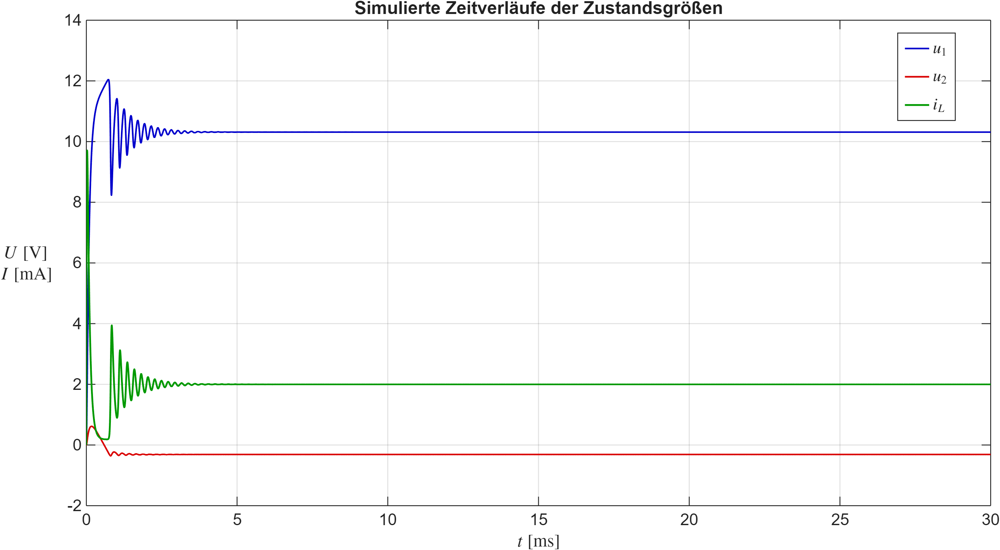 Simulierte Zeitverläufe der Zustandsgrößen
14
12
10
8
6
4
2
0
-2
U [V]
I [mA]
u1
u2
iL
0 5 10 15 20 25 30
t [ms]